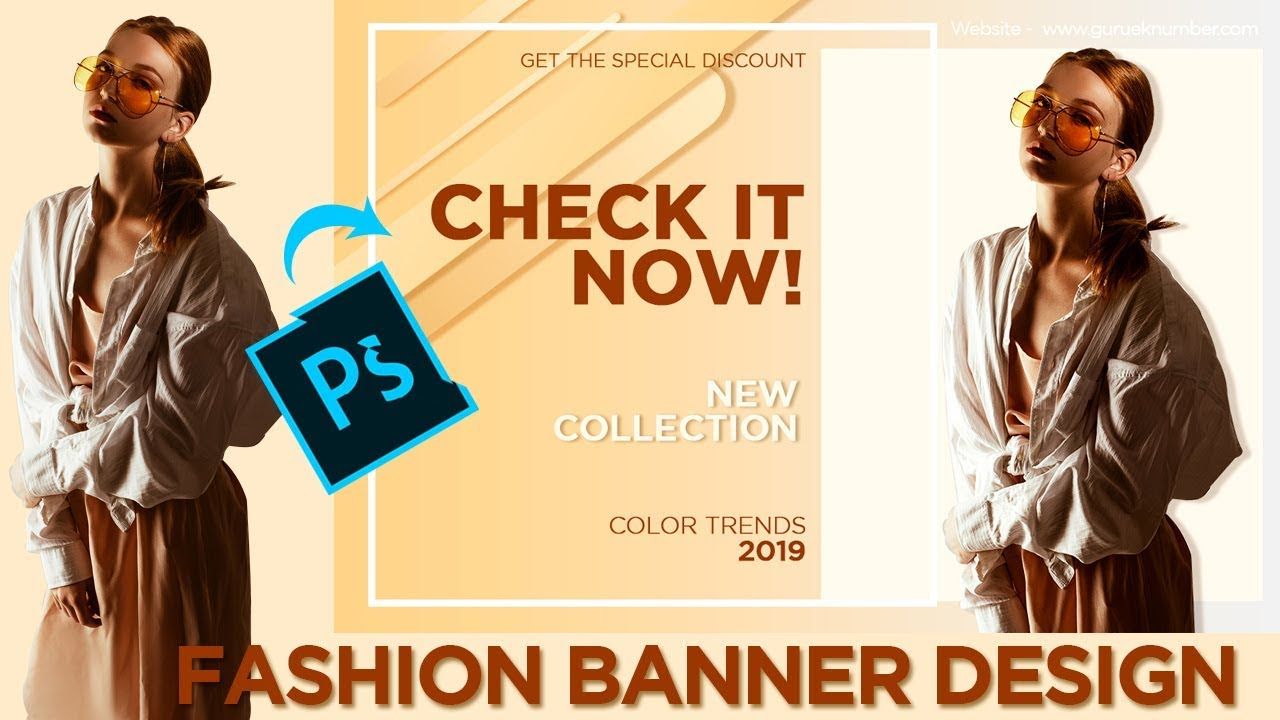 Website - www.gurueknumber.com
GET THE SPECIAL DISCOUNT
CHECK IT
NOW!
Ps
NEW
COLLECTION
COLOR TRENDS
2019
FASHION BANNER DESIGN